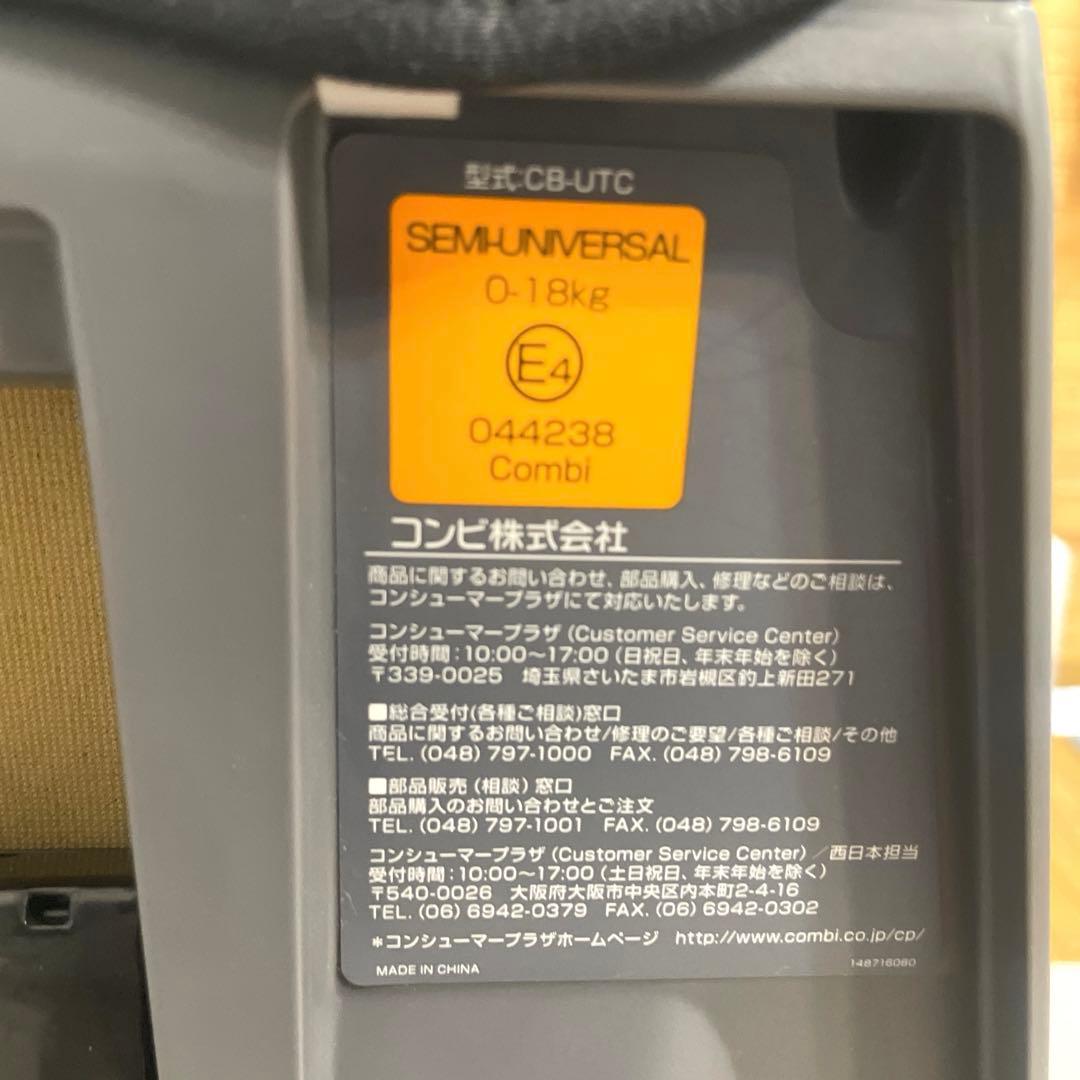 型式:CB-UTC
SEMI-UNIVERSAL
0-18kg
E4
044238
Combi
コンビ株式会社
商品に関するお問い合わせ、部品購入、修理などのご相談は、
コンシューマープラザにて対応いたします。
コンシューマープラザ (Customer Service Center)
受付時間:10:00~17:00 (日祝日、年末年始を除く)
〒339-0025 埼玉県さいたま市岩槻区釣上新田271
■総合受付(各種ご相談)窓口
商品に関するお問い合わせ/修理のご要望/各種ご相談/その他
TEL. (048) 797-1000 FAX. (048) 798-6109
■部品販売 (相談) 窓口
部品購入のお問い合わせとご注文
TEL. (048) 797-1001 FAX. (048) 798-6109
コンシューマープラザ (Customer Service Center) /西日本担当
受付時間:10:00~17:00 (土日祝日、年末年始を除く)
〒540-0026 大阪府大阪市中央区内本町2-4-16
TEL. (06) 6942-0379 FAX. (06) 6942-0302
*コンシューマープラザホームページ http://www.combi.co.jp/cp/
MADE IN CHINA 148716080